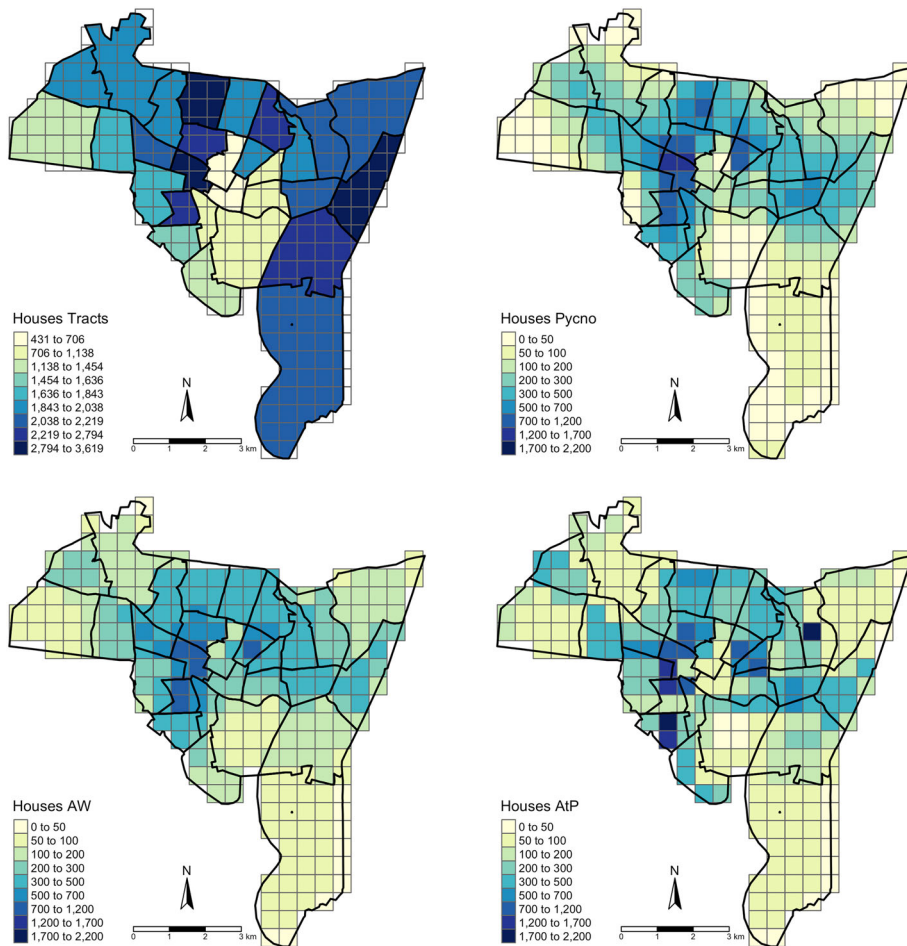 Houses Tracts
431 to 706
706 to 1,138
1,138 to 1,454
1,454 to 1,636
1,636 to 1,843
1,843 to 2,038
2,038 to 2,219
2,219 to 2,794
2,794 to 3,619
N
0 1 2 3 km
Houses Pycno
0 to 50
50 to 100
100 to 200
200 to 300
300 to 500
500 to 700
700 to 1,200
1,200 to 1,700
1,700 to 2,200
N
0 1 2 3 km
Houses AW
0 to 50
50 to 100
100 to 200
200 to 300
300 to 500
500 to 700
700 to 1,200
1,200 to 1,700
1,700 to 2,200
N
0 1 2 3 km
Houses AtP
0 to 50
50 to 100
100 to 200
200 to 300
300 to 500
500 to 700
700 to 1,200
1,200 to 1,700
1,700 to 2,200
N
0 1 2 3 km